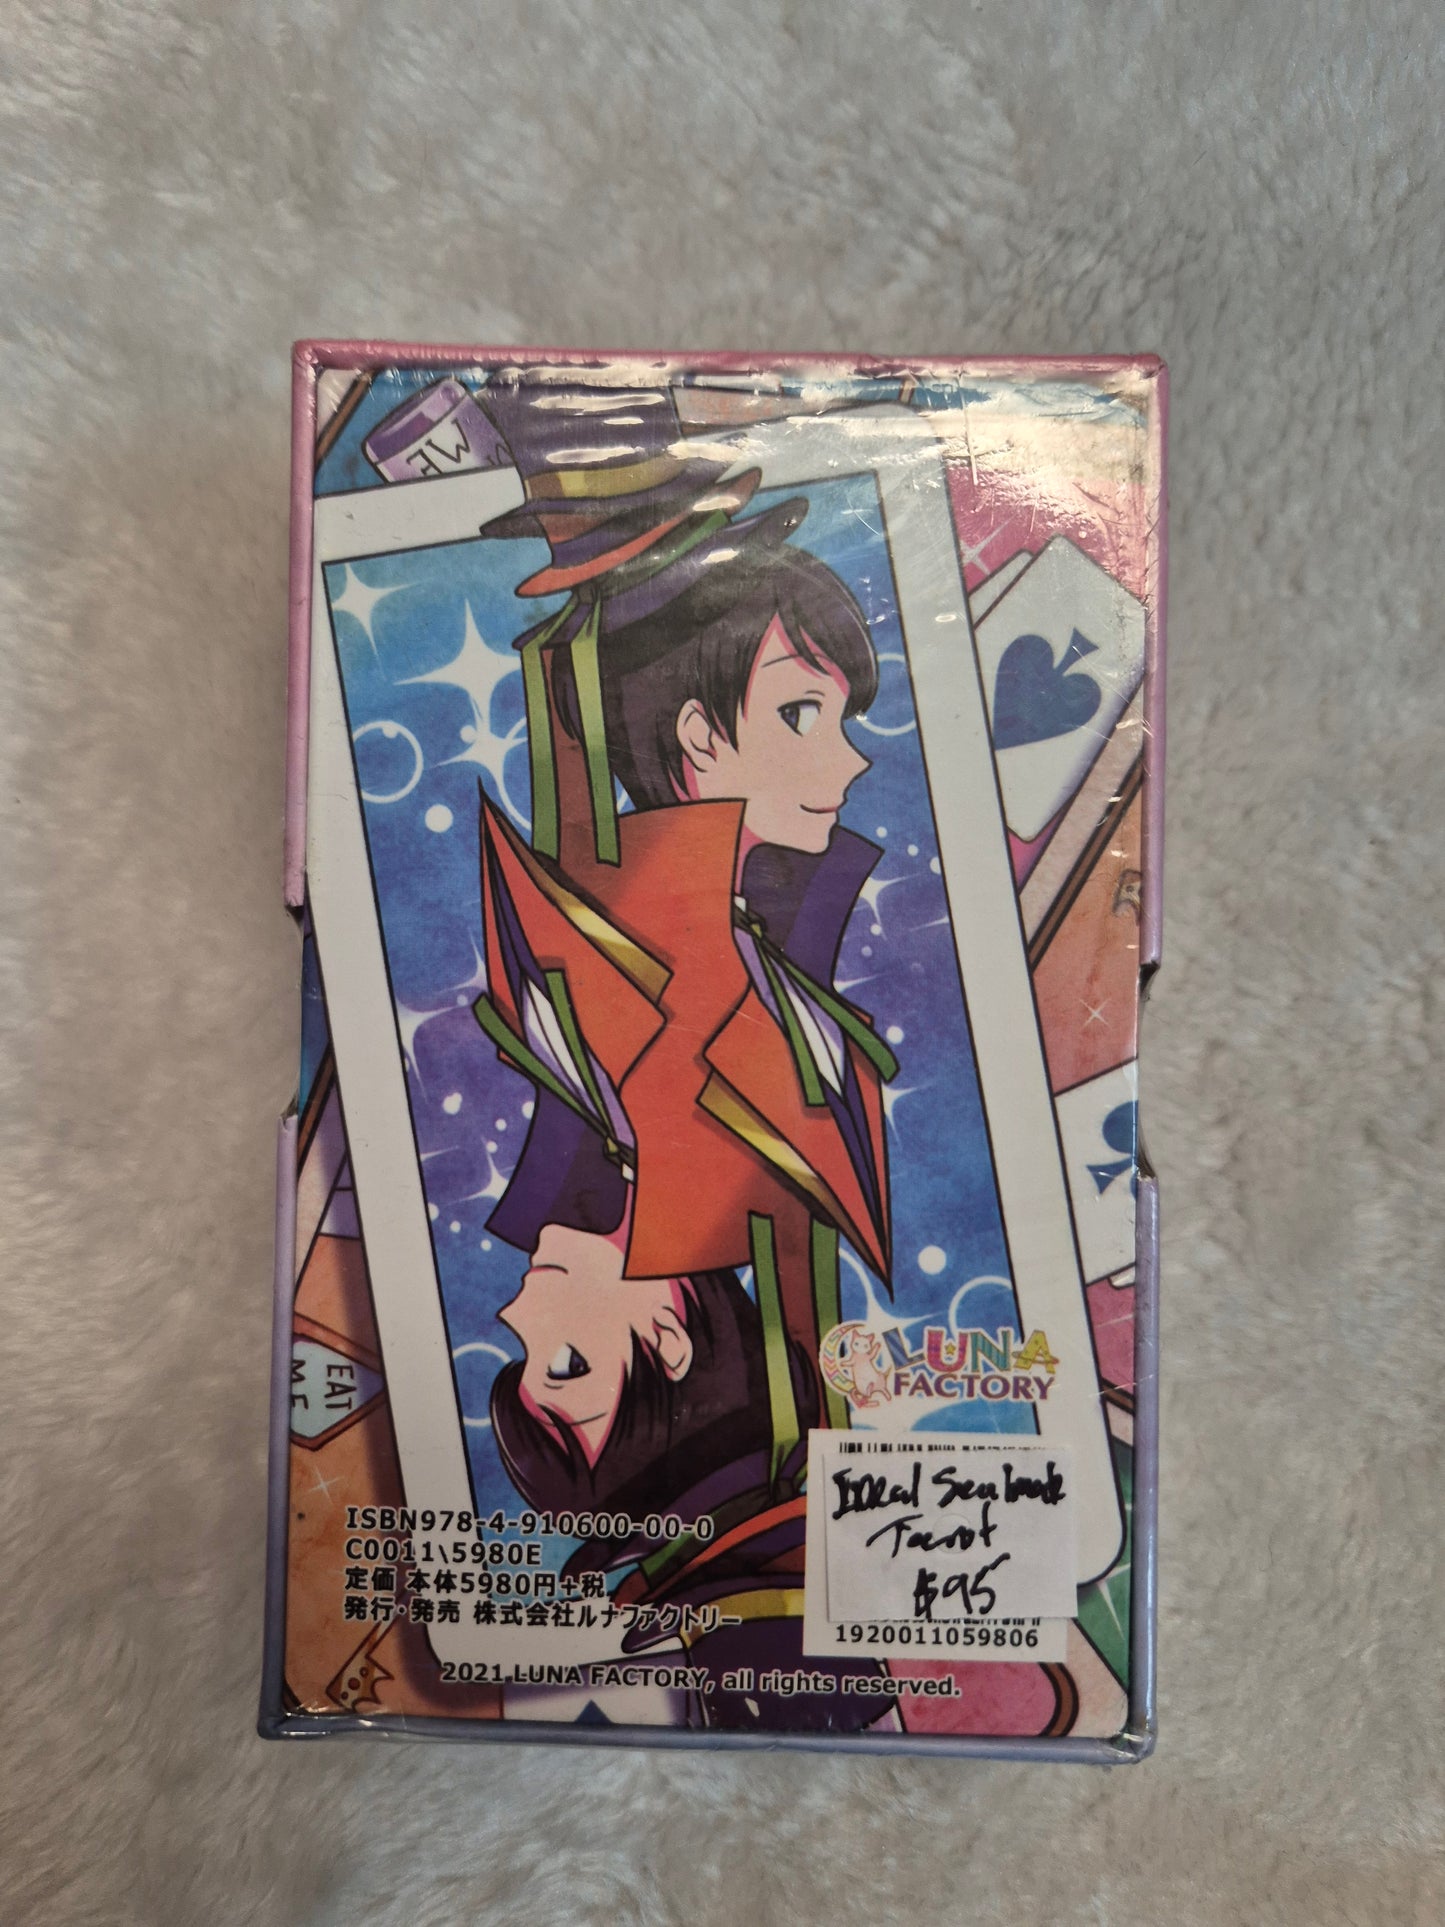 ME
EAT
ME
LUNA
FACTORY
ISBN978-4-910600-00-0
C0011\5980E
定価 本体5980円+税
発行・発売 株式会社ルナファクトリー
Tarot
$95
1920011059806
2021 LUNA FACTORY, all rights reserved.